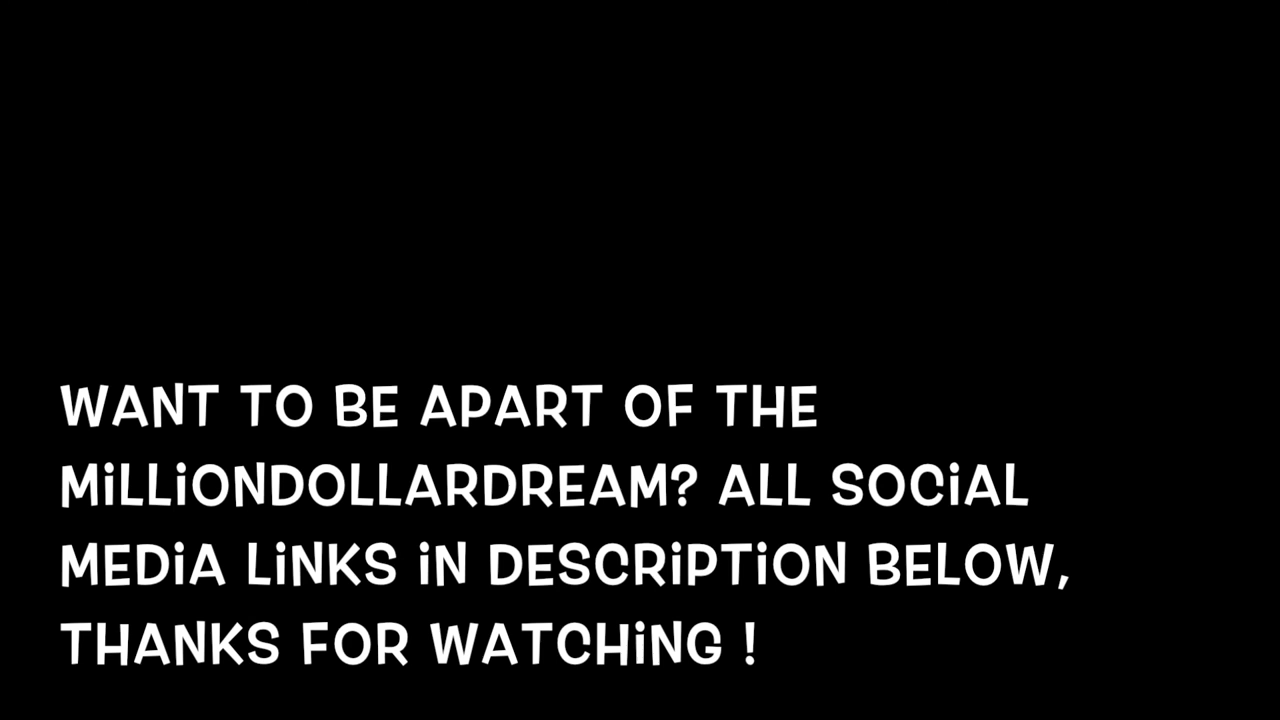 WANT TO BE APART OF THE
MiLLiONDOLLARDREAM? ALL SOCiAL
MEDiA LiNKS iN DESCRiPTiON BELOW,
THANKS FOR WATCHiNG !